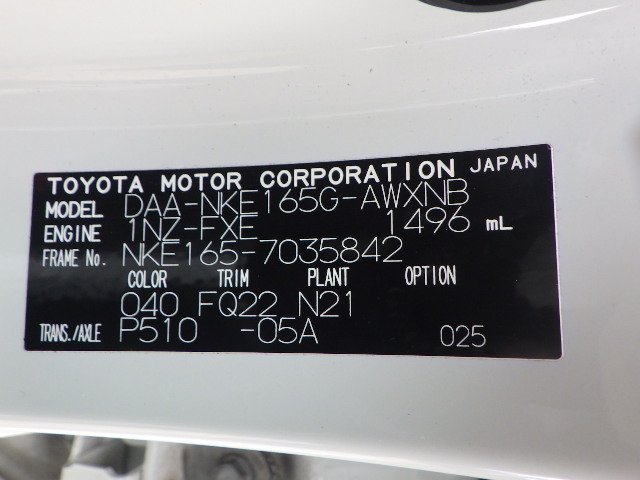 TOYOTA MOTOR CORPORATION JAPAN
MODEL DAA-NKE165G-AWXNB
ENGINE 1NZ-FXE 1496 mL
FRAME No. NKE165-7035842
COLOR TRIM PLANT OPTION
040 FQ22 N21
TRANS./AXLE P510 -05A 025